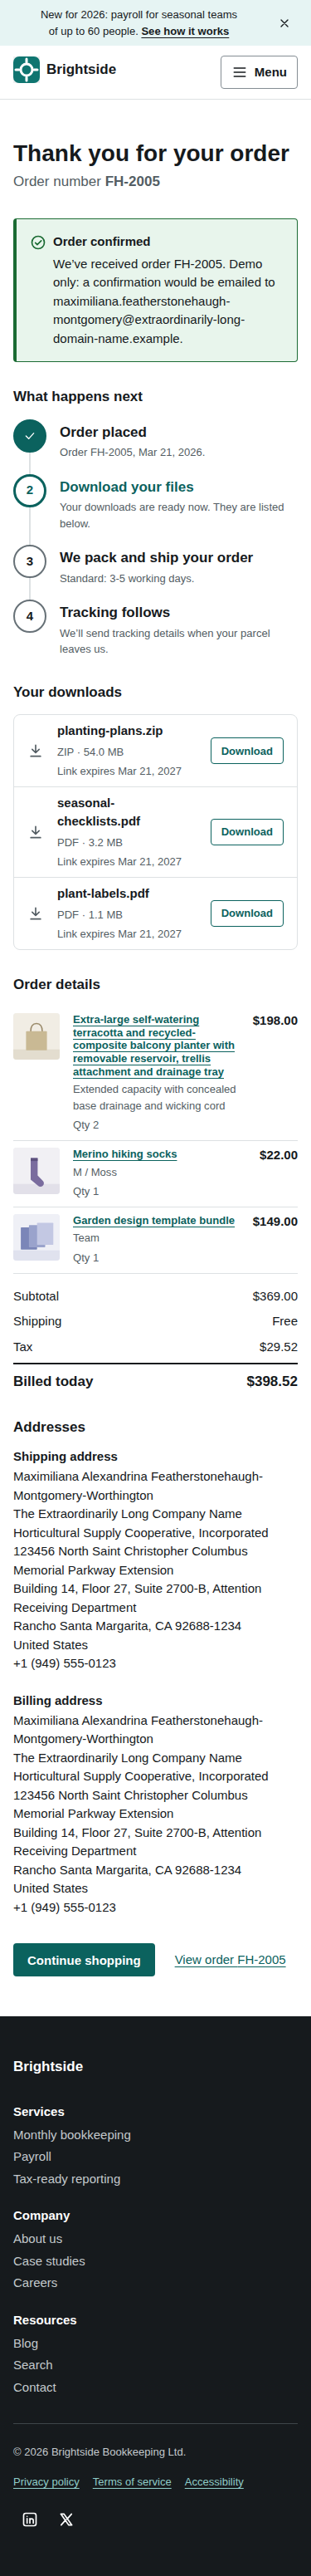 New for 2026: payroll for seasonal teams
of up to 60 people. See how it works
Brightside
Menu
Thank you for your order
Order number FH-2005
Order confirmed
We've received order FH-2005. Demo
only: a confirmation would be emailed to
maximiliana.featherstonehaugh-
montgomery@extraordinarily-long-
domain-name.example.
What happens next
Order placed
Order FH-2005, Mar 21, 2026.
2
Download your files
Your downloads are ready now. They are listed
below.
3
We pack and ship your order
Standard: 3-5 working days.
4
Tracking follows
We'll send tracking details when your parcel
leaves us.
Your downloads
planting-plans.zip
ZIP · 54.0 MB
Link expires Mar 21, 2027
Download
seasonal-
checklists.pdf
PDF · 3.2 MB
Link expires Mar 21, 2027
Download
plant-labels.pdf
PDF · 1.1 MB
Link expires Mar 21, 2027
Download
Order details
Extra-large self-watering
terracotta and recycled-
composite balcony planter with
removable reservoir, trellis
attachment and drainage tray
$198.00
Extended capacity with concealed
base drainage and wicking cord
Qty 2
Merino hiking socks
$22.00
M / Moss
Qty 1
Garden design template bundle
$149.00
Team
Qty 1
Subtotal $369.00
Shipping Free
Tax $29.52
Billed today $398.52
Addresses
Shipping address
Maximiliana Alexandrina Featherstonehaugh-
Montgomery-Worthington
The Extraordinarily Long Company Name
Horticultural Supply Cooperative, Incorporated
123456 North Saint Christopher Columbus
Memorial Parkway Extension
Building 14, Floor 27, Suite 2700-B, Attention
Receiving Department
Rancho Santa Margarita, CA 92688-1234
United States
+1 (949) 555-0123
Billing address
Maximiliana Alexandrina Featherstonehaugh-
Montgomery-Worthington
The Extraordinarily Long Company Name
Horticultural Supply Cooperative, Incorporated
123456 North Saint Christopher Columbus
Memorial Parkway Extension
Building 14, Floor 27, Suite 2700-B, Attention
Receiving Department
Rancho Santa Margarita, CA 92688-1234
United States
+1 (949) 555-0123
Continue shopping
View order FH-2005
Brightside
Services
Monthly bookkeeping
Payroll
Tax-ready reporting
Company
About us
Case studies
Careers
Resources
Blog
Search
Contact
© 2026 Brightside Bookkeeping Ltd.
Privacy policy Terms of service Accessibility